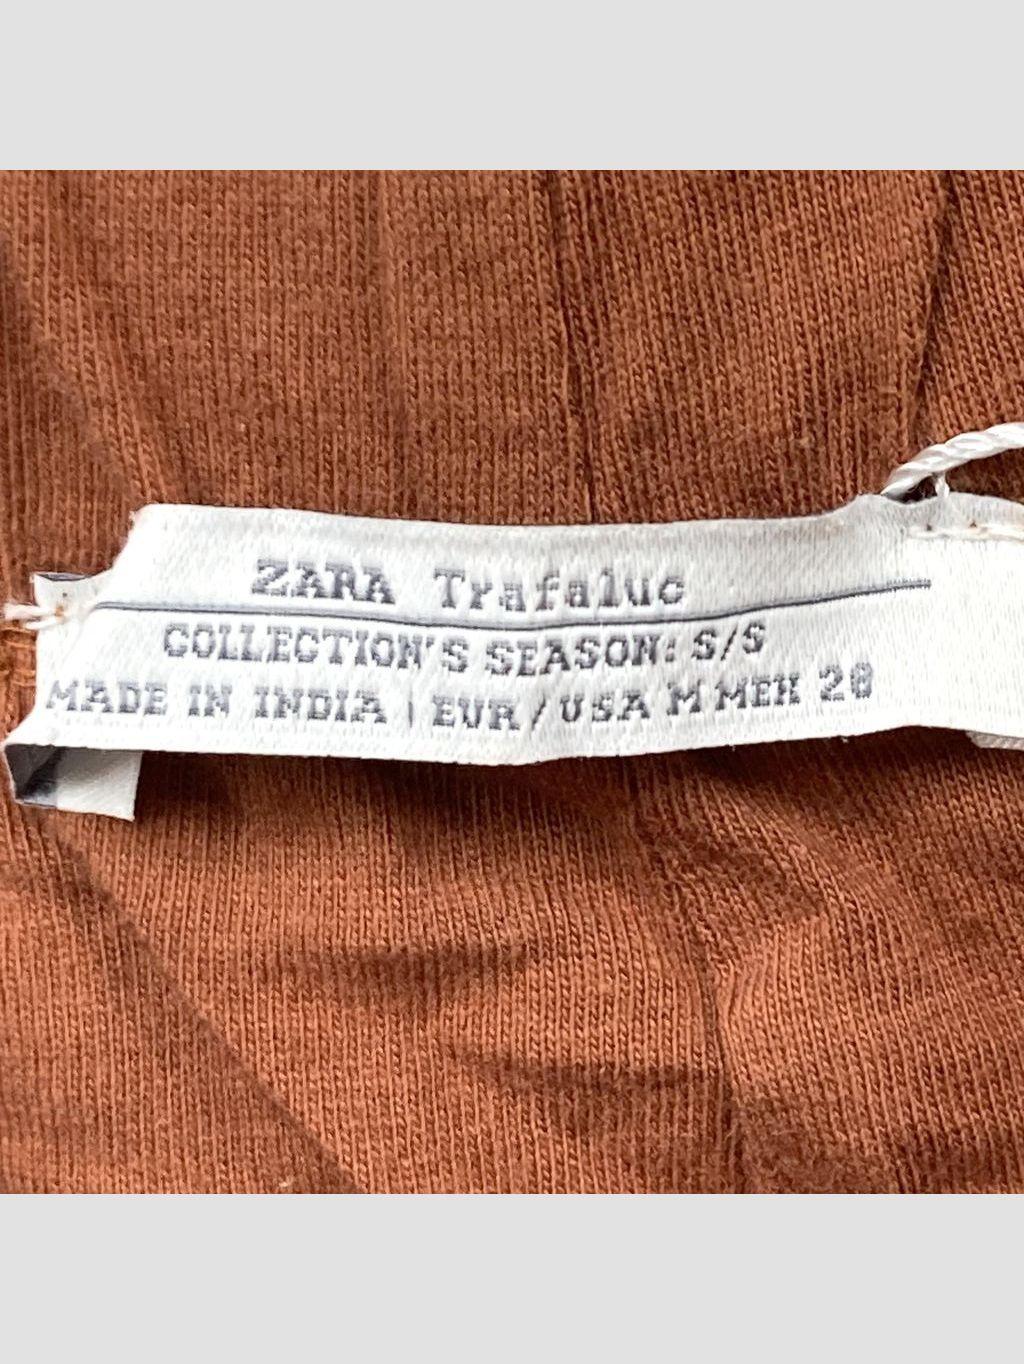 ZARA Trafaluc
COLLECTION'S SEASON: S/S
MADE IN INDIA | EUR/USA M MEX 28